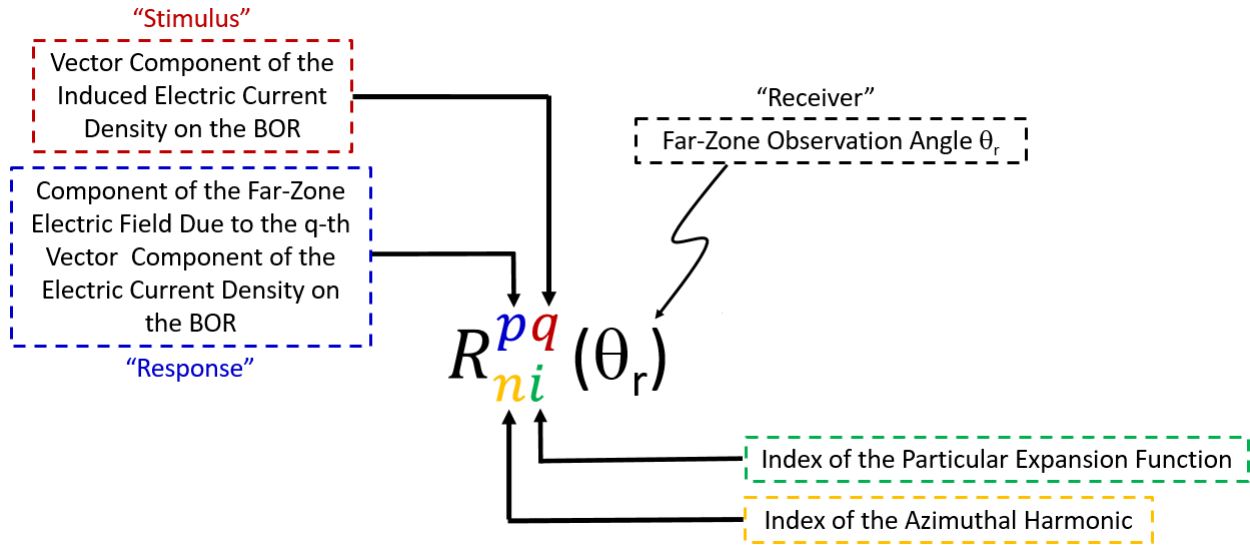 “Stimulus”
Vector Component of the
Induced Electric Current
Density on the BOR
Component of the Far-Zone
Electric Field Due to the q-th
Vector Component of the
Electric Current Density on
the BOR
“Response”
“Receiver”
Far-Zone Observation Angle θr
R pq ni (θr)
Index of the Particular Expansion Function
Index of the Azimuthal Harmonic